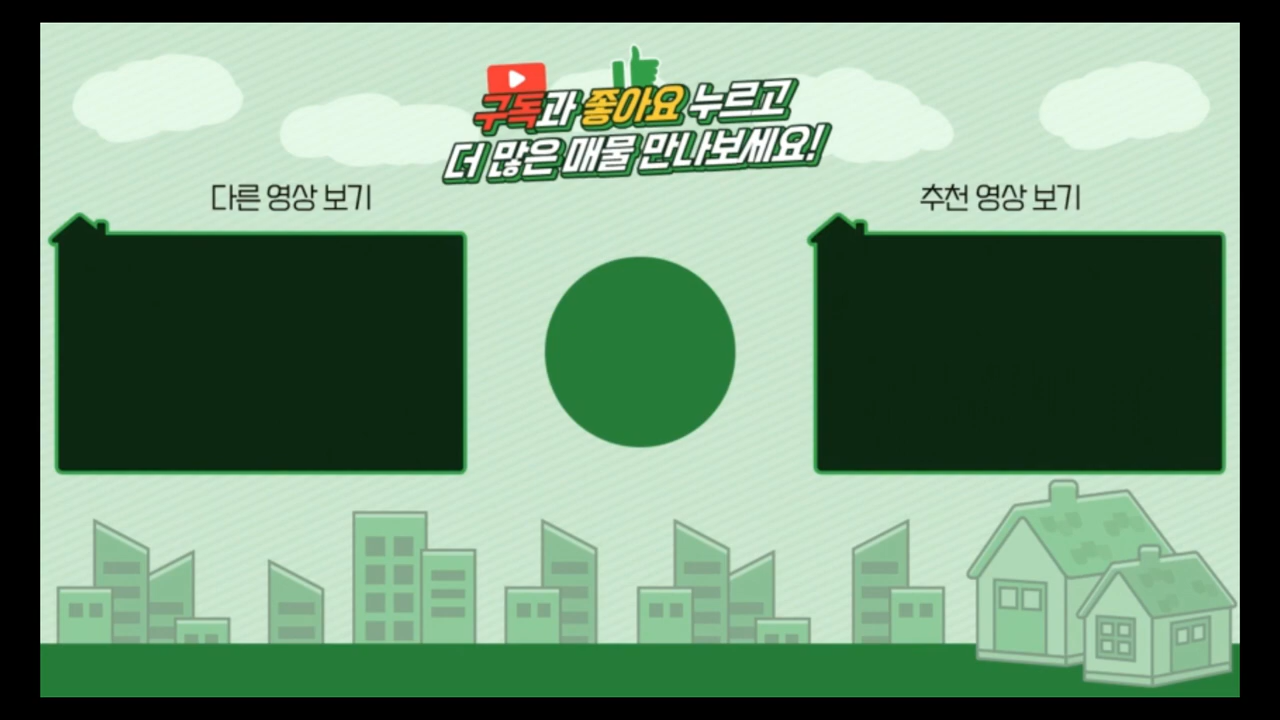 구독과 좋아요 누르고
더 많은 매물 만나보세요!
다른 영상 보기
추천 영상 보기